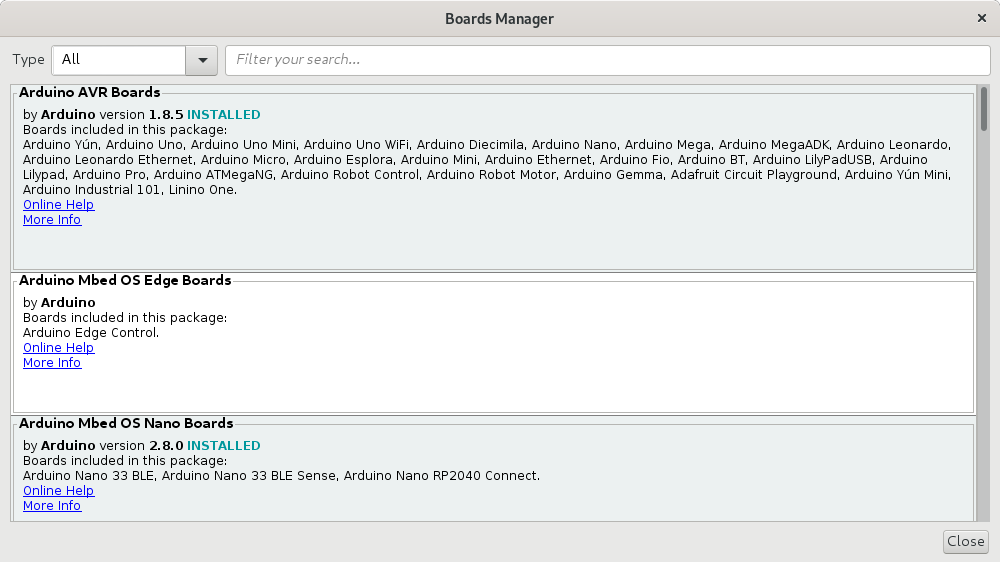 Boards Manager
Type All Filter your search...
Arduino AVR Boards
by Arduino version 1.8.5 INSTALLED
Boards included in this package:
Arduino Yún, Arduino Uno, Arduino Uno Mini, Arduino Uno WiFi, Arduino Diecimila, Arduino Nano, Arduino Mega, Arduino MegaADK, Arduino Leonardo,
Arduino Leonardo Ethernet, Arduino Micro, Arduino Esplora, Arduino Mini, Arduino Ethernet, Arduino Fio, Arduino BT, Arduino LilyPadUSB, Arduino
Lilypad, Arduino Pro, Arduino ATMegaNG, Arduino Robot Control, Arduino Robot Motor, Arduino Gemma, Adafruit Circuit Playground, Arduino Yún Mini,
Arduino Industrial 101, Linino One.
Online Help
More Info
Arduino Mbed OS Edge Boards
by Arduino
Boards included in this package:
Arduino Edge Control.
Online Help
More Info
Arduino Mbed OS Nano Boards
by Arduino version 2.8.0 INSTALLED
Boards included in this package:
Arduino Nano 33 BLE, Arduino Nano 33 BLE Sense, Arduino Nano RP2040 Connect.
Online Help
More Info
Close